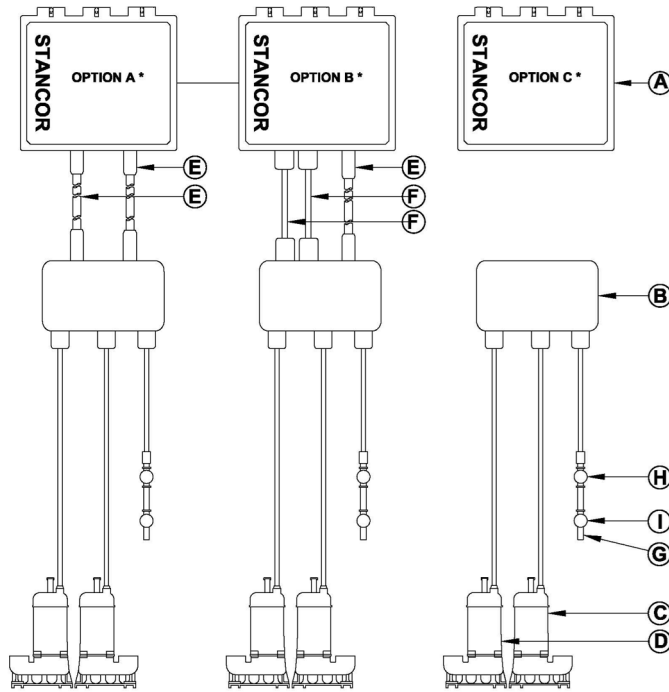 STANCOR
OPTION A *
STANCOR
OPTION B *
STANCOR
OPTION C *
A
E
E
E
F
F
B
H
I
G
C
D